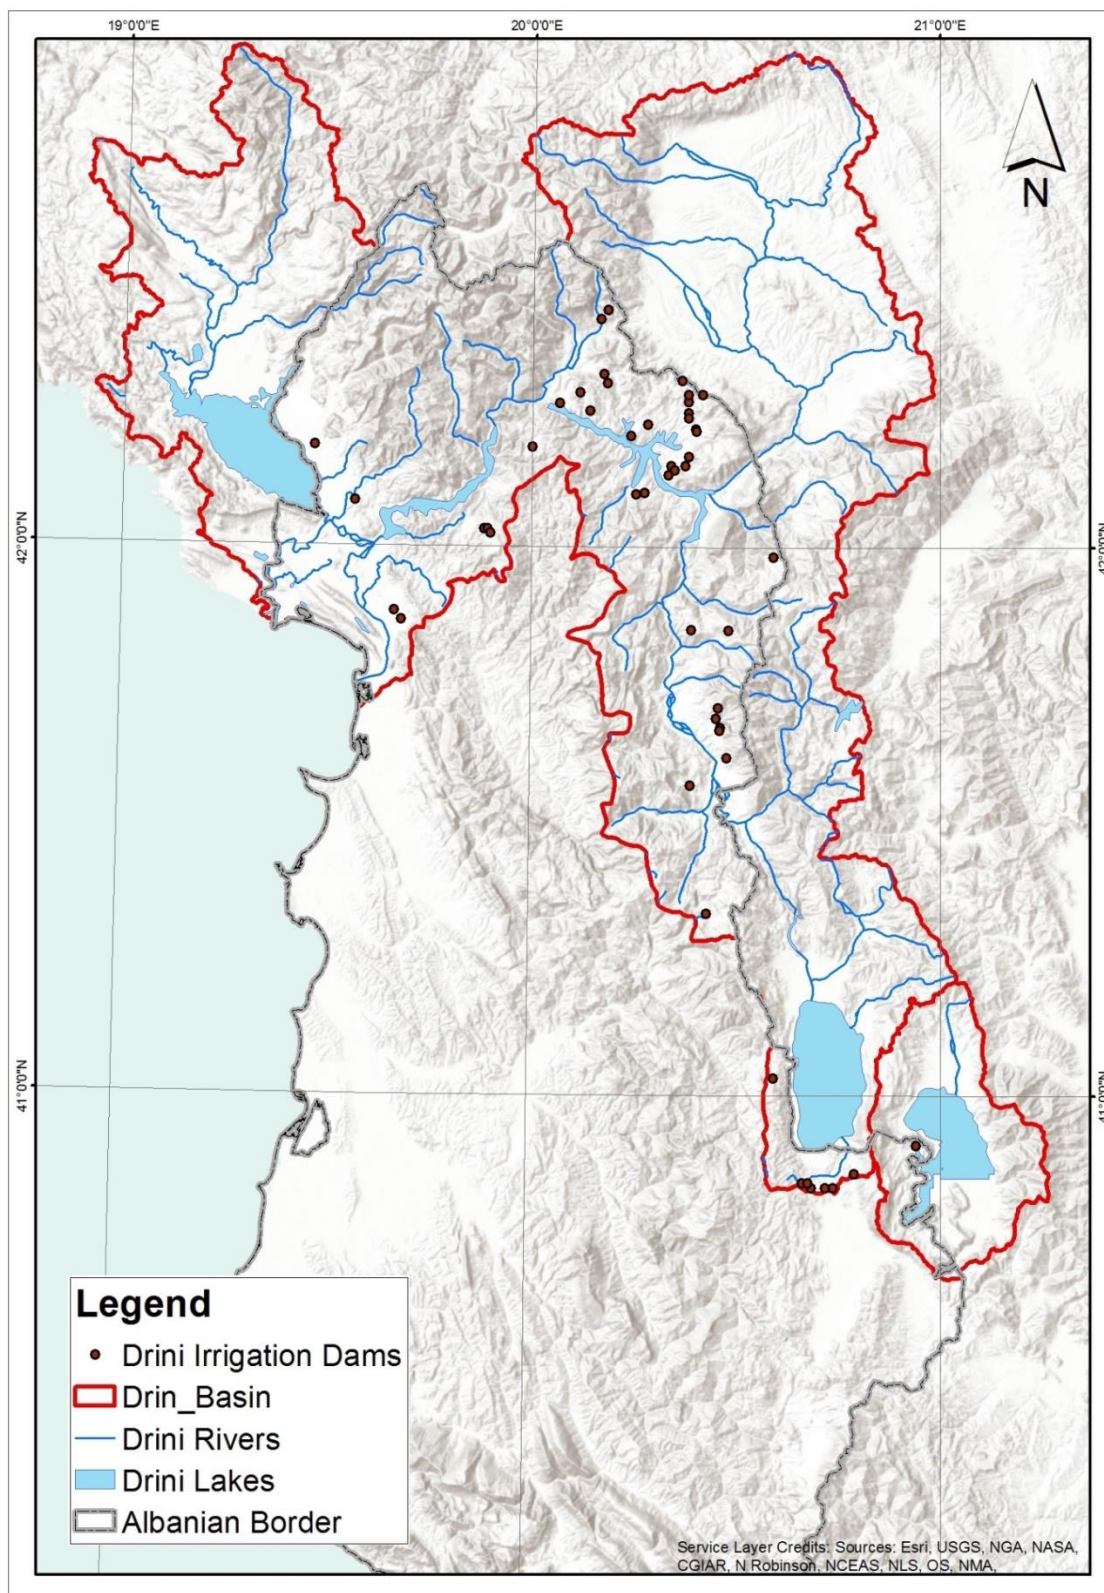 19°0'0"E 20°0'0"E 21°0'0"E
N
42°0'0"N 42°0'0"N
41°0'0"N 41°0'0"N
Legend
Drini Irrigation Dams
Drin_Basin
Drini Rivers
Drini Lakes
Albanian Border
Service Layer Credits: Sources: Esri, USGS, NGA, NASA,
CGIAR, N Robinson, NCEAS, NLS, OS, NMA,